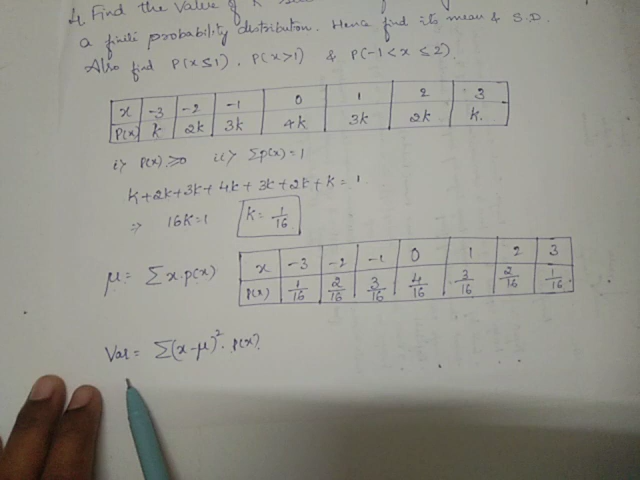 4. Find the value of K
a finite probability distribution. Hence find its mean & S.D.
Also find P(x≤1), P(x>1) & P(-1<x≤2).
x -3 -2 -1 0 1 2 3
P(x) k 2k 3k 4k 3k 2k k.
i> P(x)≥0 ii> Σp(x)=1
K+2k+3k+4k+3k+2k+k=1
⇒ 16K=1 K=1/16
μ= Σx.p(x)
x -3 -2 -1 0 1 2 3
P(x) 1/16 2/16 3/16 4/16 3/16 2/16 1/16
Var= Σ(x-μ)². p(x).